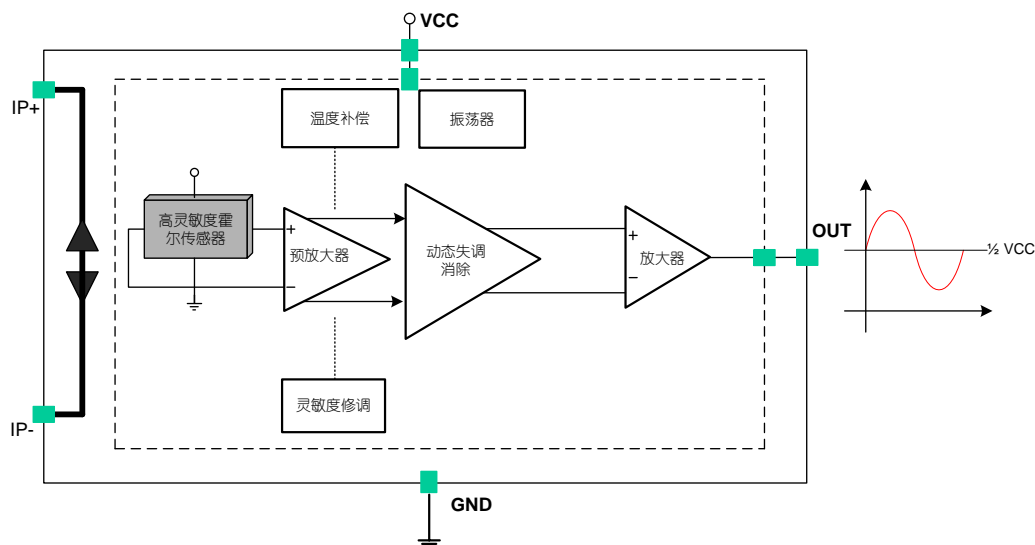 VCC
IP+
温度补偿
振荡器
高灵敏度霍
尔传感器
+
−
预放大器
动态失调
消除
+
−
放大器
OUT
½ VCC
灵敏度修调
IP-
GND